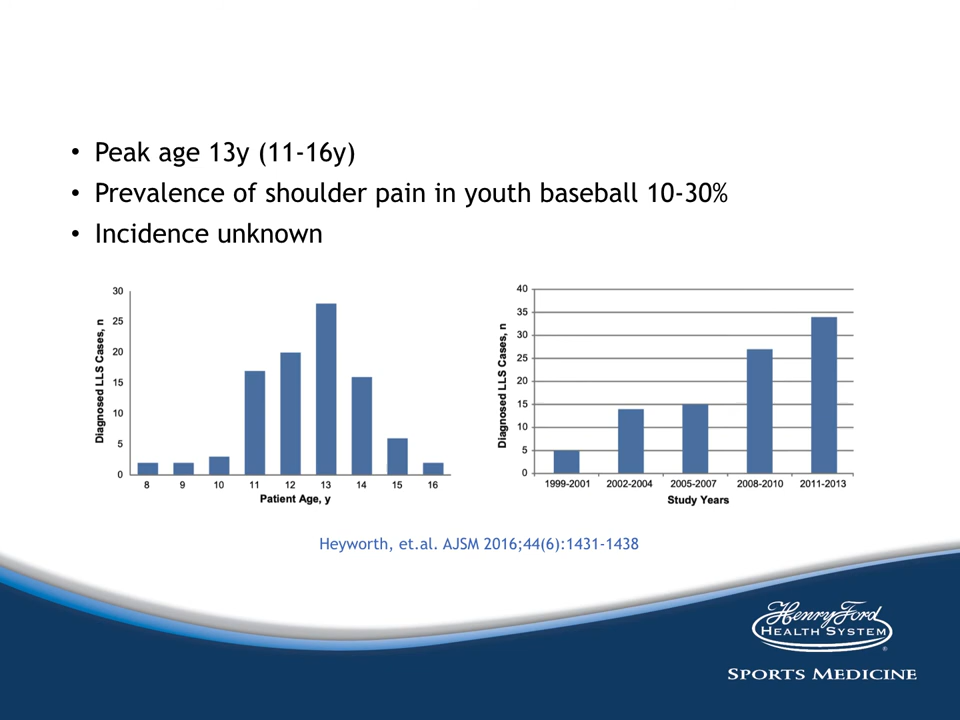 • Peak age 13y (11-16y)
• Prevalence of shoulder pain in youth baseball 10-30%
• Incidence unknown
30
25
20
15
10
5
0
Diagnosed LLS Cases, n
8 9 10 11 12 13 14 15 16
Patient Age, y
40
35
30
25
20
15
10
5
0
Diagnosed LLS Cases, n
1999-2001 2002-2004 2005-2007 2008-2010 2011-2013
Study Years
Heyworth, et.al. AJSM 2016;44(6):1431-1438
Henry Ford
HEALTH SYSTEM
®
SPORTS MEDICINE